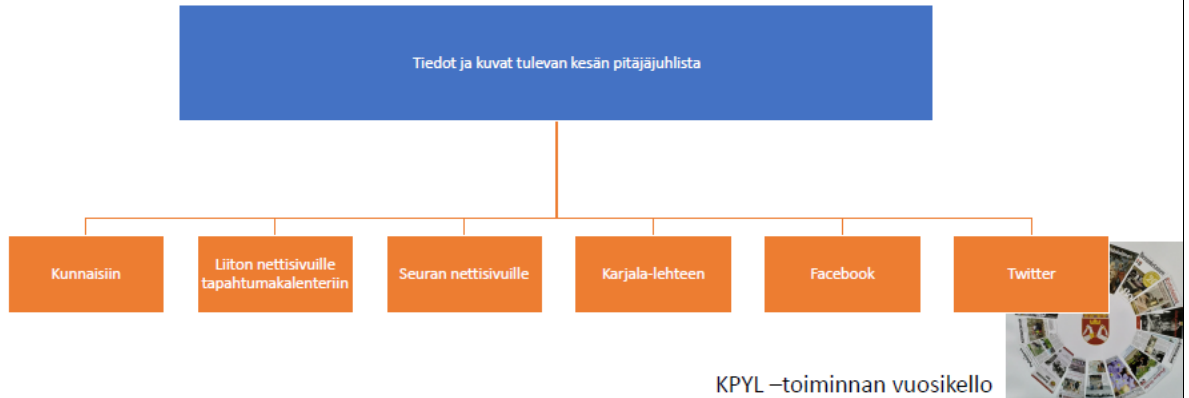 Tiedot ja kuvat tulevan kesän pitäjäjuhlista
Kunnaisiin
Liiton nettisivuille
tapahtumakalenteriin
Seuran nettisivuille
Karjala-lehteen
Facebook
Twitter
KPYL –toiminnan vuosikello